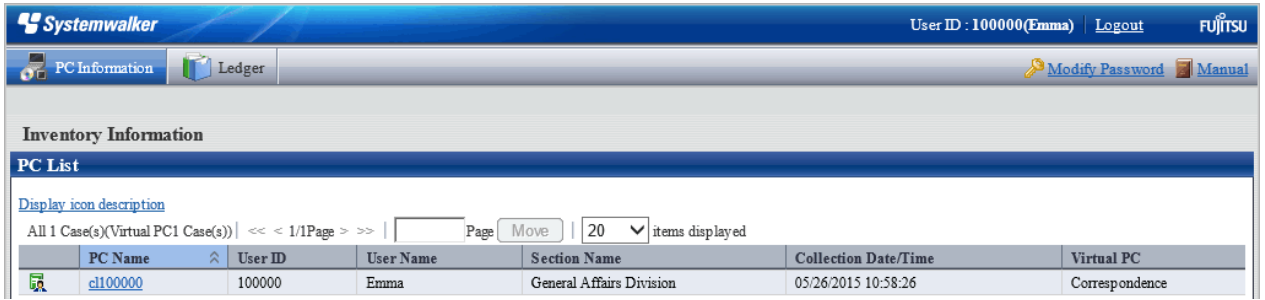 Systemwalker User ID : 100000(Emma) Logout FUJITSU
PC Information Ledger Modify Password Manual
Inventory Information
PC List
Display icon description
All 1 Case(s)(Virtual PC1 Case(s)) << < 1/1Page > >> Page Move 20 items displayed
PC Name User ID User Name Section Name Collection Date/Time Virtual PC
cl100000 100000 Emma General Affairs Division 05/26/2015 10:58:26 Correspondence